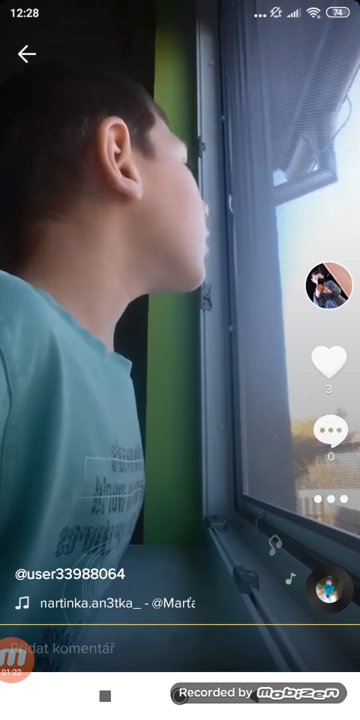 12:28
74
3
0
@user33988064
nartinka.an3tka_ - @Marťa
Přidat komentář
01:22
Recorded by mobizen